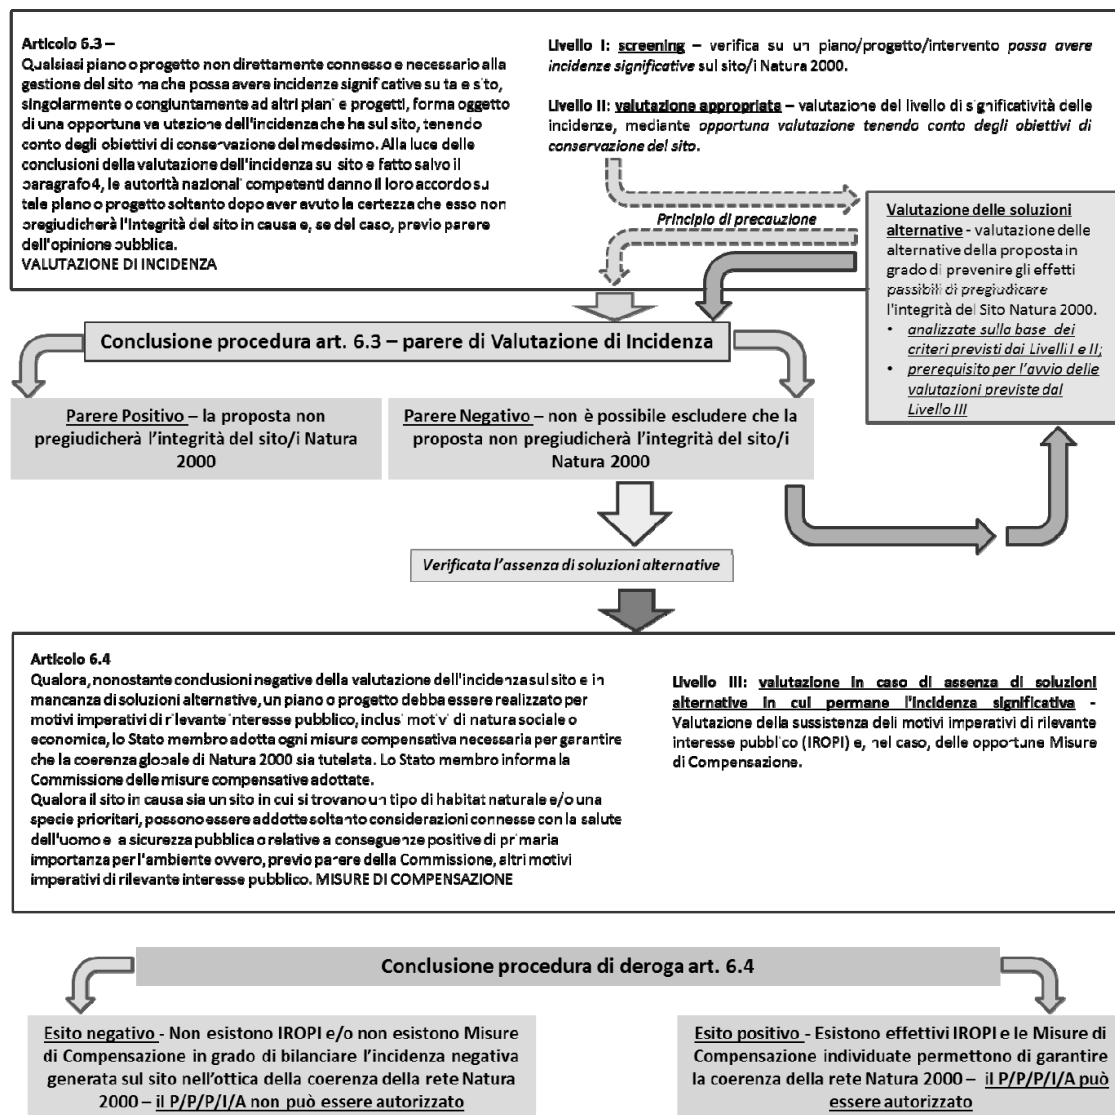 Articolo 6.3 –
Qualsiasi piano o progetto non direttamente connesso e necessario alla
gestione del sito ma che possa avere incidenze significative su tale sito,
singolarmente o congiuntamente ad altri piani e progetti, forma oggetto
di una opportuna valutazione dell'incidenza che ha sul sito, tenendo
conto degli obiettivi di conservazione del medesimo. Alla luce delle
conclusioni della valutazione dell'incidenza sul sito e fatto salvo il
paragrafo 4, le autorità nazionali competenti danno il loro accordo su
tale piano o progetto soltanto dopo aver avuto la certezza che esso non
pregiudicherà l'integrità del sito in causa e, se del caso, previo parere
dell'opinione pubblica.
VALUTAZIONE DI INCIDENZA
Livello I: screening – verifica su un piano/progetto/intervento possa avere
incidenze significative sul sito/i Natura 2000.
Livello II: valutazione appropriata – valutazione del livello di significatività delle
incidenze, mediante opportuna valutazione tenendo conto degli obiettivi di
conservazione del sito.
Principio di precauzione
Valutazione delle soluzioni
alternative - valutazione delle
alternative della proposta in
grado di prevenire gli effetti
passibili di pregiudicare
l'integrità del Sito Natura 2000.
• analizzate sulla base dei
criteri previsti dai Livelli I e II;
• prerequisito per l'avvio delle
valutazioni previste dal
Livello III
Conclusione procedura art. 6.3 – parere di Valutazione di Incidenza
Parere Positivo – la proposta non
pregiudicherà l'integrità del sito/i Natura
2000
Parere Negativo – non è possibile escludere che la
proposta non pregiudicherà l'integrità del sito/i
Natura 2000
Verificata l'assenza di soluzioni alternative
Articolo 6.4
Qualora, nonostante conclusioni negative della valutazione dell'incidenza sul sito e in
mancanza di soluzioni alternative, un piano o progetto debba essere realizzato per
motivi imperativi di rilevante interesse pubblico, inclusi motivi di natura sociale o
economica, lo Stato membro adotta ogni misura compensativa necessaria per garantire
che la coerenza globale di Natura 2000 sia tutelata. Lo Stato membro informa la
Commissione delle misure compensative adottate.
Qualora il sito in causa sia un sito in cui si trovano un tipo di habitat naturale e/o una
specie prioritari, possono essere addotte soltanto considerazioni connesse con la salute
dell'uomo e la sicurezza pubblica o relative a conseguenze positive di primaria
importanza per l'ambiente ovvero, previo parere della Commissione, altri motivi
imperativi di rilevante interesse pubblico. MISURE DI COMPENSAZIONE
Livello III: valutazione in caso di assenza di soluzioni
alternative in cui permane l'incidenza significativa -
Valutazione della sussistenza deli motivi imperativi di rilevante
interesse pubblico (IROPI) e, nel caso, delle opportune Misure
di Compensazione.
Conclusione procedura di deroga art. 6.4
Esito negativo - Non esistono IROPI e/o non esistono Misure
di Compensazione in grado di bilanciare l'incidenza negativa
generata sul sito nell'ottica della coerenza della rete Natura
2000 – il P/P/P/I/A non può essere autorizzato
Esito positivo - Esistono effettivi IROPI e le Misure di
Compensazione individuate permettono di garantire
la coerenza della rete Natura 2000 – il P/P/P/I/A può
essere autorizzato